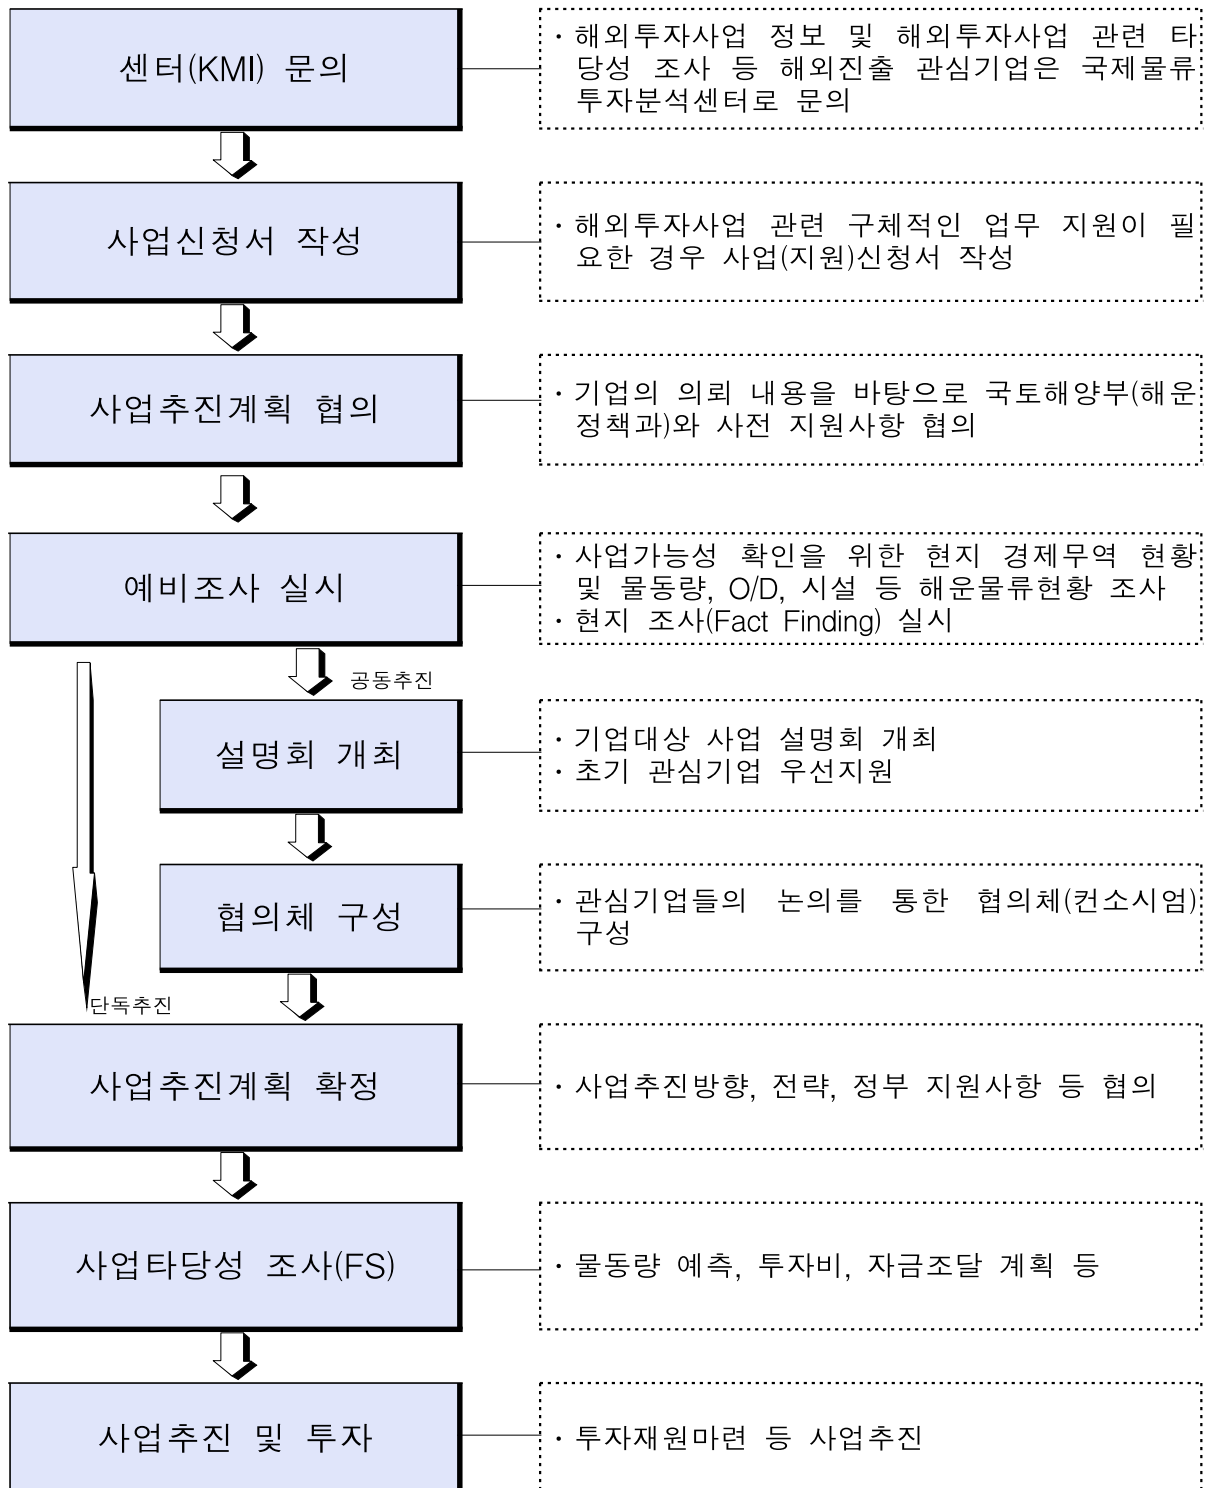 센터(KMI) 문의
· 해외투자사업 정보 및 해외투자사업 관련 타
당성 조사 등 해외진출 관심기업은 국제물류
투자분석센터로 문의
사업신청서 작성
· 해외투자사업 관련 구체적인 업무 지원이 필
요한 경우 사업(지원)신청서 작성
사업추진계획 협의
· 기업의 의뢰 내용을 바탕으로 국토해양부(해운
정책과)와 사전 지원사항 협의
예비조사 실시
· 사업가능성 확인을 위한 현지 경제무역 현황
및 물동량, O/D, 시설 등 해운물류현황 조사
· 현지 조사(Fact Finding) 실시
공동추진
설명회 개최
· 기업대상 사업 설명회 개최
· 초기 관심기업 우선지원
협의체 구성
· 관심기업들의 논의를 통한 협의체(컨소시엄)
구성
단독추진
사업추진계획 확정
· 사업추진방향, 전략, 정부 지원사항 등 협의
사업타당성 조사(FS)
· 물동량 예측, 투자비, 자금조달 계획 등
사업추진 및 투자
· 투자재원마련 등 사업추진